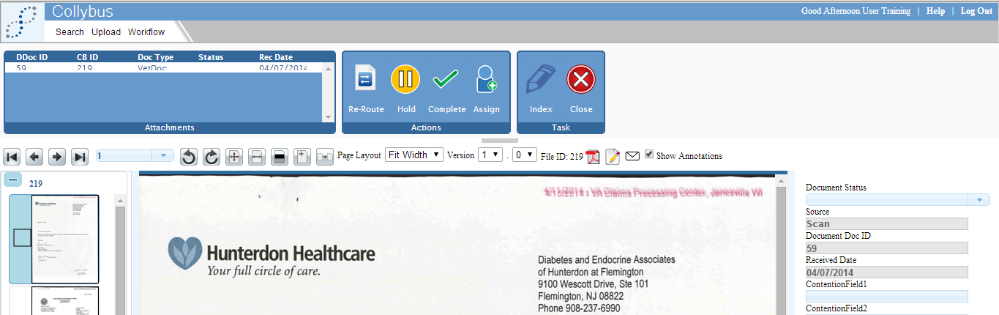 Collybus
Good Afternoon User Training | Help | Log Out
Search Upload Workflow
DDoc ID CB ID Doc Type Status Rec Date
59 219 VetDoc 04/07/2014
Attachments
Re-Route Hold Complete Assign
Actions
Index Close
Task
1 Page Layout Fit Width Version 1 . 0 File ID: 219 Show Annotations
219
4/15/2014 : VA Claims Processing Center, Janesville WI
Hunterdon Healthcare
Your full circle of care.
Diabetes and Endocrine Associates
of Hunterdon at Flemington
9100 Wescott Drive, Ste 101
Flemington, NJ 08822
Phone 908-237-6990
Document Status
Source
Scan
Document Doc ID
59
Received Date
04/07/2014
ContentionField1
ContentionField2